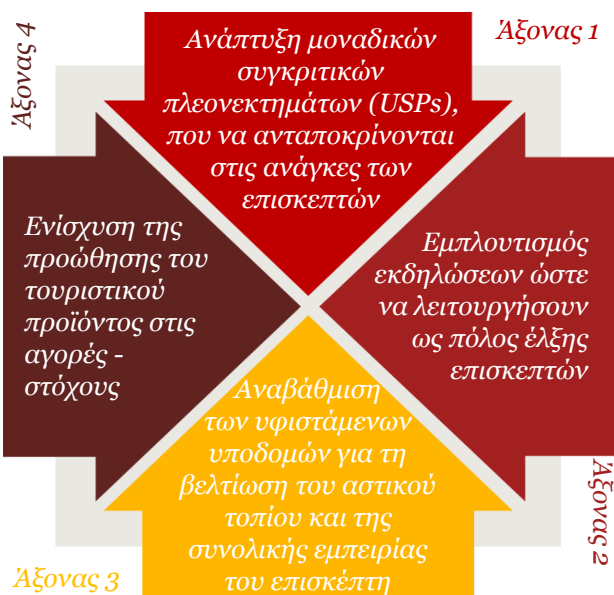 Άξονας 1
Ανάπτυξη μοναδικών
συγκριτικών
πλεονεκτημάτων (USPs),
που να ανταποκρίνονται
στις ανάγκες των
επισκεπτών
Άξονας 2
Εμπλουτισμός
εκδηλώσεων ώστε
να λειτουργήσουν
ως πόλος έλξης
επισκεπτών
Άξονας 3
Αναβάθμιση
των υφιστάμενων
υποδομών για τη
βελτίωση του αστικού
τοπίου και της
συνολικής εμπειρίας
του επισκέπτη
Άξονας 4
Ενίσχυση της
προώθησης του
τουριστικού
προϊόντος στις
αγορές -
στόχους